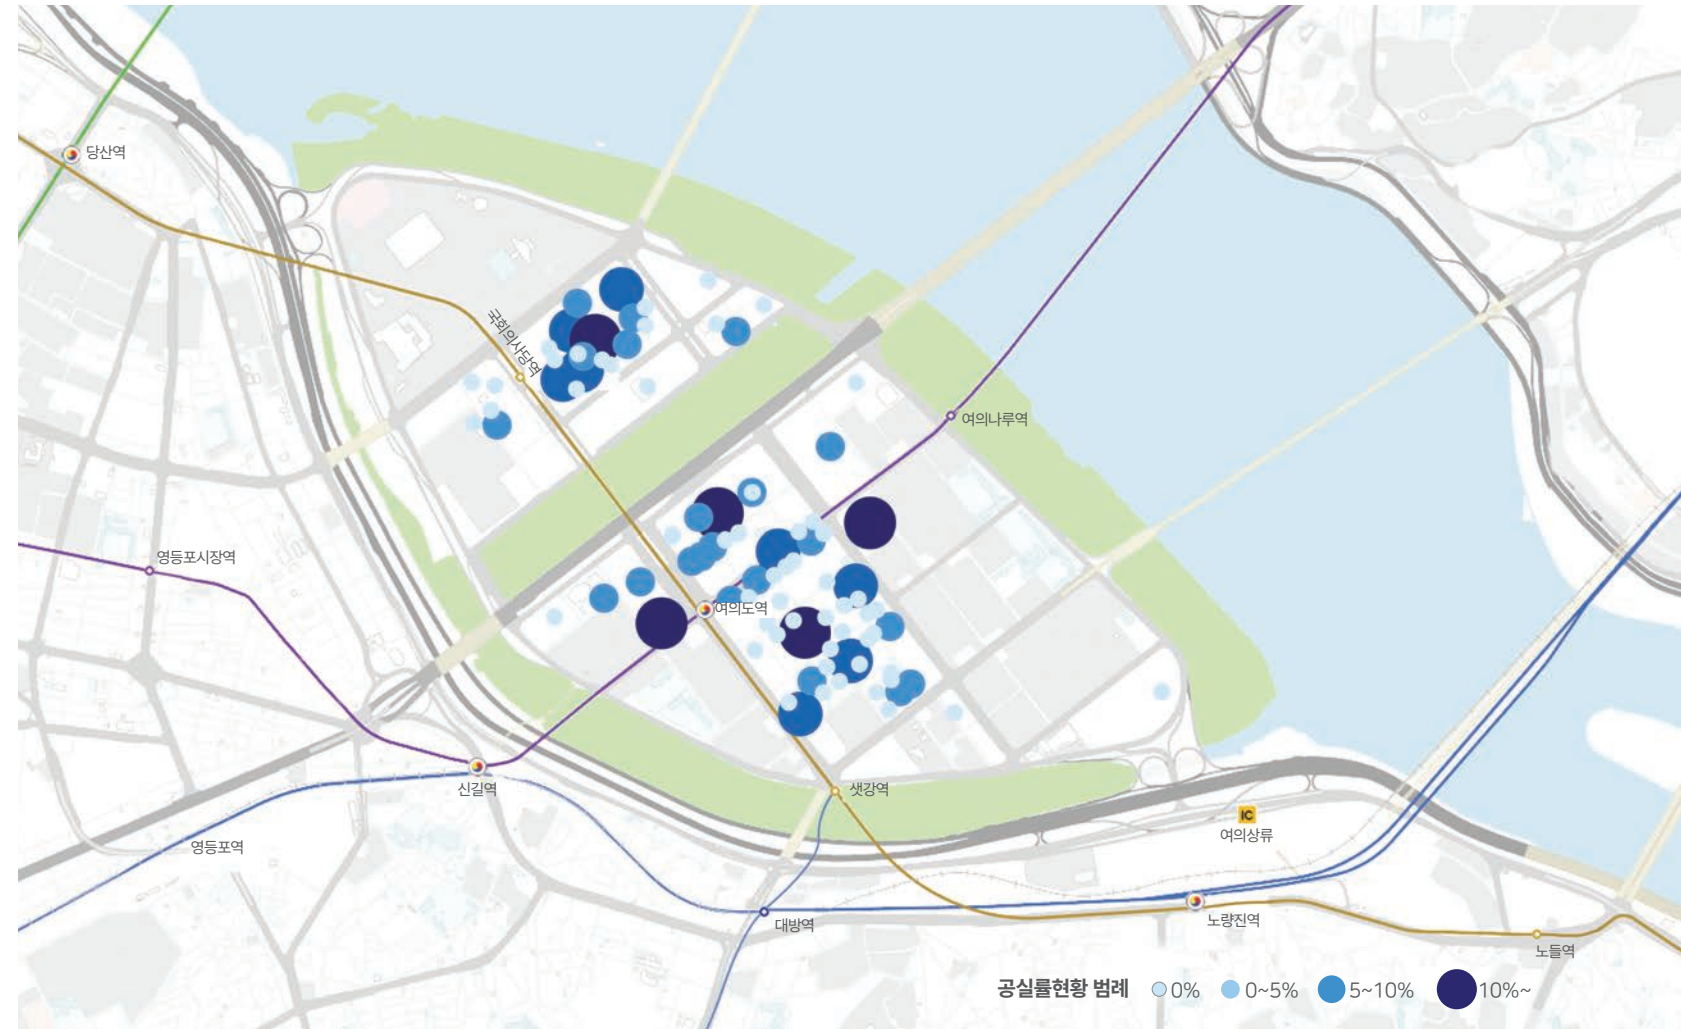 당산역
국회의사당역
여의나루역
영등포시장역
여의도역
신길역
샛강역
IC
여의상류
영등포역
대방역
노량진역
노들역
공실률현황 범례 0% 0~5% 5~10% 10%~